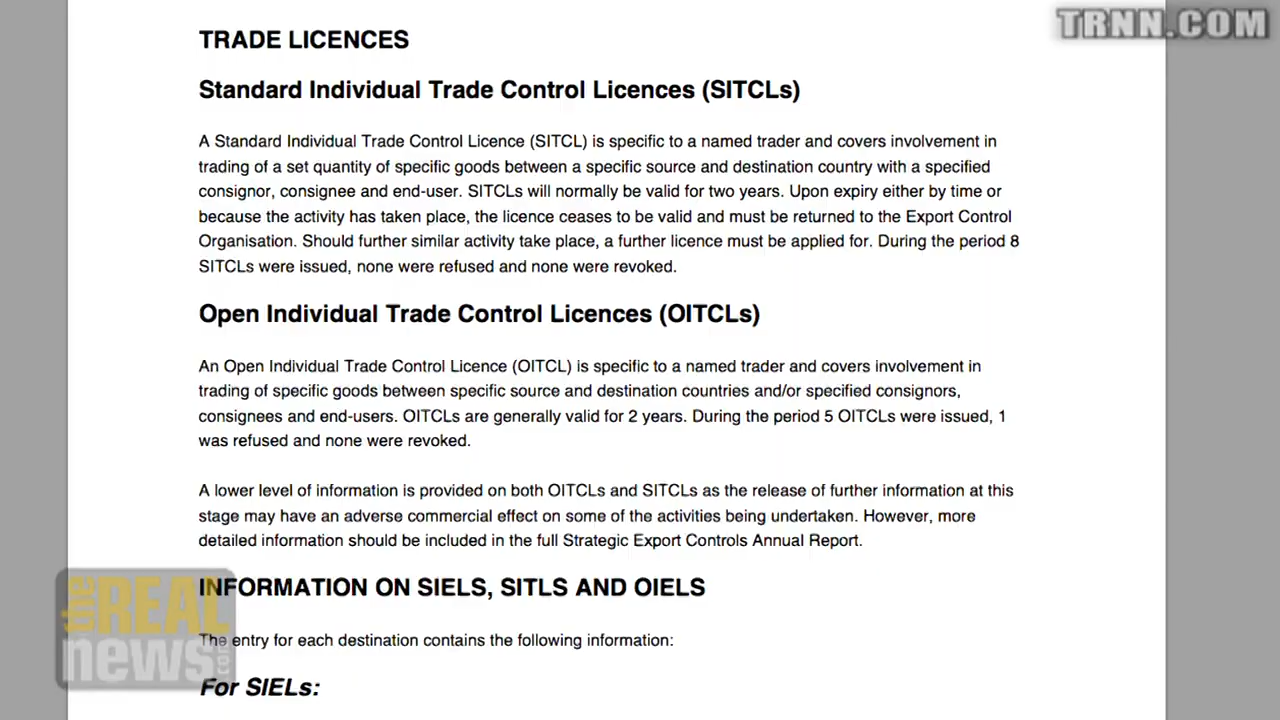 TRNN.COM
TRADE LICENCES
Standard Individual Trade Control Licences (SITCLs)
A Standard Individual Trade Control Licence (SITCL) is specific to a named trader and covers involvement in
trading of a set quantity of specific goods between a specific source and destination country with a specified
consignor, consignee and end-user. SITCLs will normally be valid for two years. Upon expiry either by time or
because the activity has taken place, the licence ceases to be valid and must be returned to the Export Control
Organisation. Should further similar activity take place, a further licence must be applied for. During the period 8
SITCLs were issued, none were refused and none were revoked.
Open Individual Trade Control Licences (OITCLs)
An Open Individual Trade Control Licence (OITCL) is specific to a named trader and covers involvement in
trading of specific goods between specific source and destination countries and/or specified consignors,
consignees and end-users. OITCLs are generally valid for 2 years. During the period 5 OITCLs were issued, 1
was refused and none were revoked.
A lower level of information is provided on both OITCLs and SITCLs as the release of further information at this
stage may have an adverse commercial effect on some of the activities being undertaken. However, more
detailed information should be included in the full Strategic Export Controls Annual Report.
INFORMATION ON SIELS, SITLS AND OIELS
The entry for each destination contains the following information:
For SIELs:
the REAL
news.com